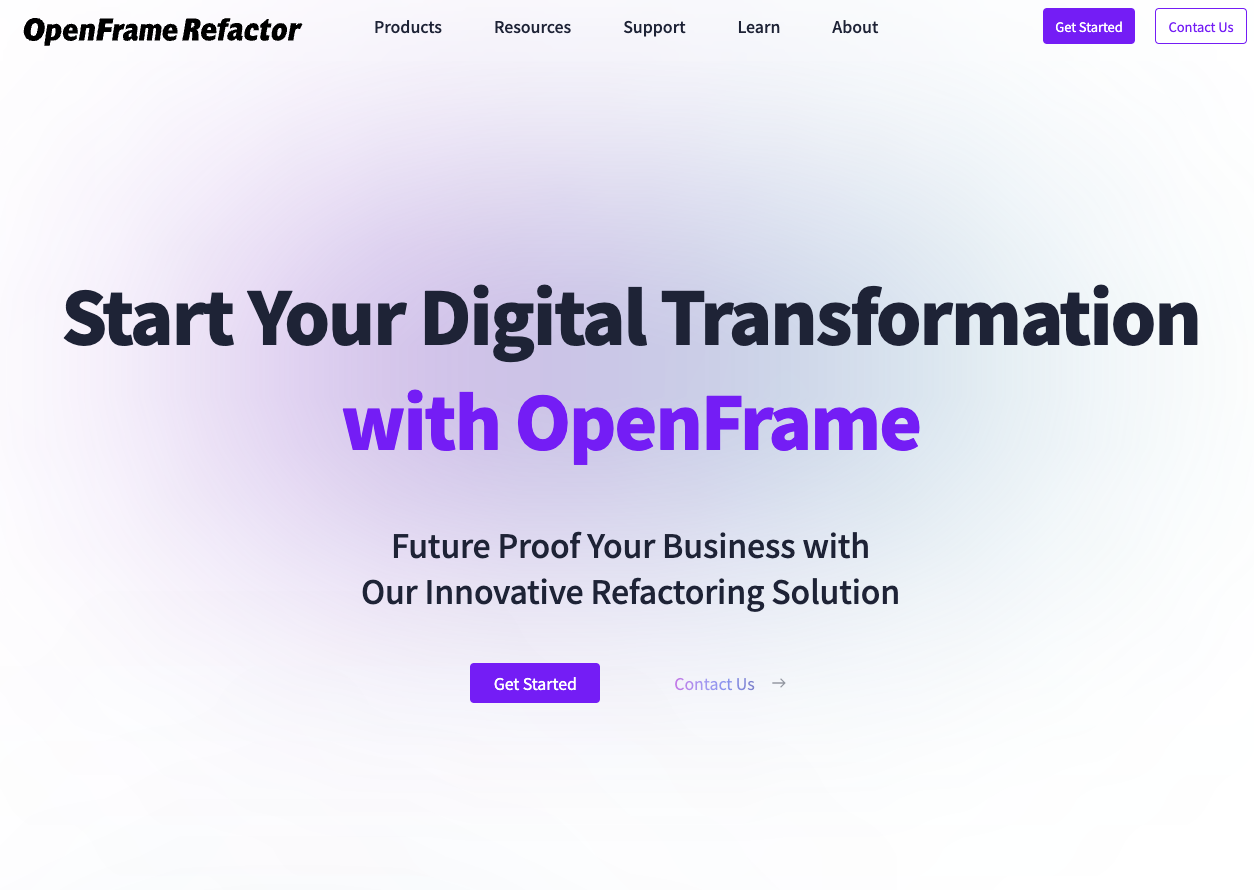 OpenFrame Refactor
Products
Resources
Support
Learn
About
Get Started
Contact Us
Start Your Digital Transformation
with OpenFrame
Future Proof Your Business with
Our Innovative Refactoring Solution
Get Started
Contact Us →